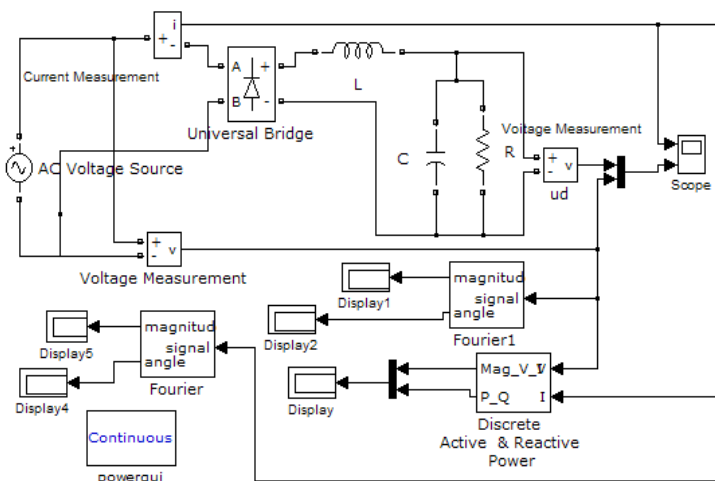 i
+
-
Current Measurement
A
+
B
-
Universal Bridge
L
C
R
Voltage Measurement
+
-
v
ud
Scope
+
AC Voltage Source
+
-
v
Voltage Measurement
Display1
magnitud
signal
angle
Display2
Fourier1
magnitud
signal
angle
Display5
Display4
Fourier
Display
Mag_V_I
V
P_Q
I
Discrete
Active & Reactive
Power
Continuous
powergui